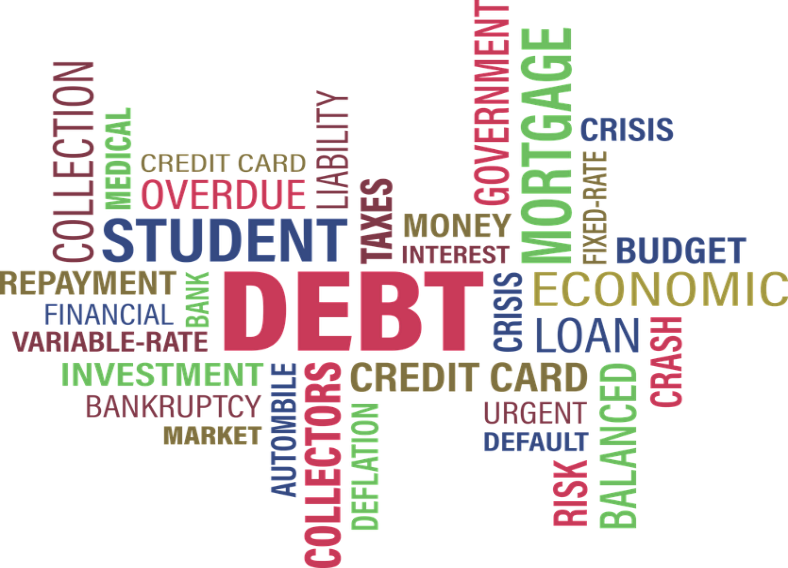 COLLECTION
MEDICAL
CREDIT CARD
OVERDUE
LIABILITY
STUDENT
TAXES
GOVERNMENT
MORTGAGE
CRISIS
FIXED-RATE
MONEY
INTEREST
BUDGET
REPAYMENT
FINANCIAL
BANK
VARIABLE-RATE
DEBT
CRISIS
ECONOMIC
LOAN
CRASH
INVESTMENT
BANKRUPTCY
MARKET
AUTOMBILE
COLLECTORS
CREDIT CARD
DEFLATION
URGENT
DEFAULT
RISK
BALANCED